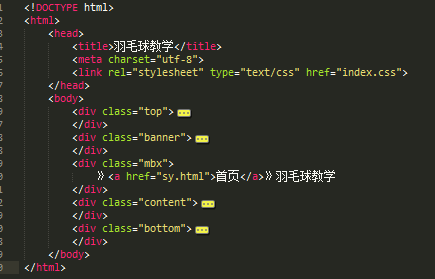 <!DOCTYPE html>
<html>
<head>
<title>羽毛球教学</title>
<meta charset="utf-8">
<link rel="stylesheet" type="text/css" href="index.css">
</head>
<body>
<div class="top">
</div>
<div class="banner">
</div>
<div class="mbx">
》<a href="sy.html">首页</a>》羽毛球教学
</div>
<div class="content">
</div>
<div class="bottom">
</div>
</body>
</html>